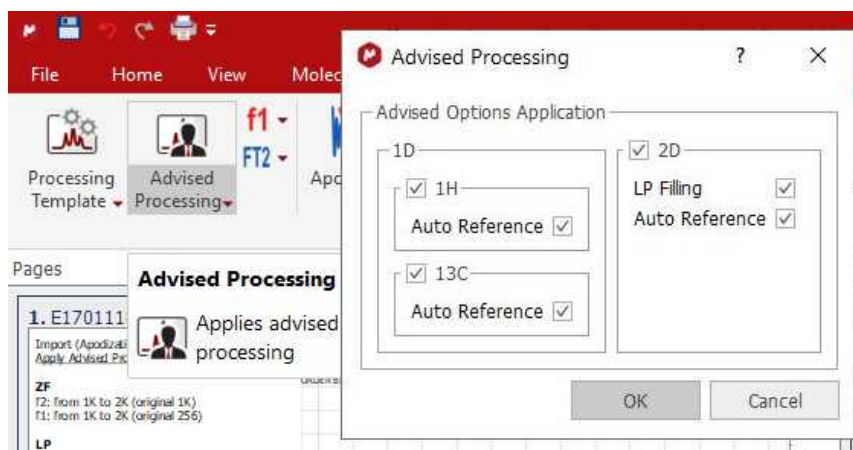 File Home View Molec
Processing Template
Advised Processing
f1
FT2
Apo
Pages
Advised Processing
Applies advised
processing
1. E170111
Import (Apodizati
Apply Advised Pro
ZF
f2: from 1K to 2K (original 1K)
f1: from 1K to 2K (original 256)
LP
Advised Processing ? 
Advised Options Application
1D
1H
Auto Reference
13C
Auto Reference
2D
LP Filling
Auto Reference
OK Cancel